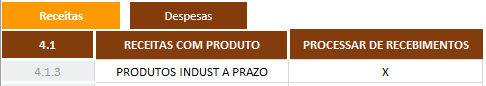 Receitas Despesas
4.1 RECEITAS COM PRODUTO PROCESSAR DE RECEBIMENTOS
4.1.3 PRODUTOS INDUST A PRAZO X